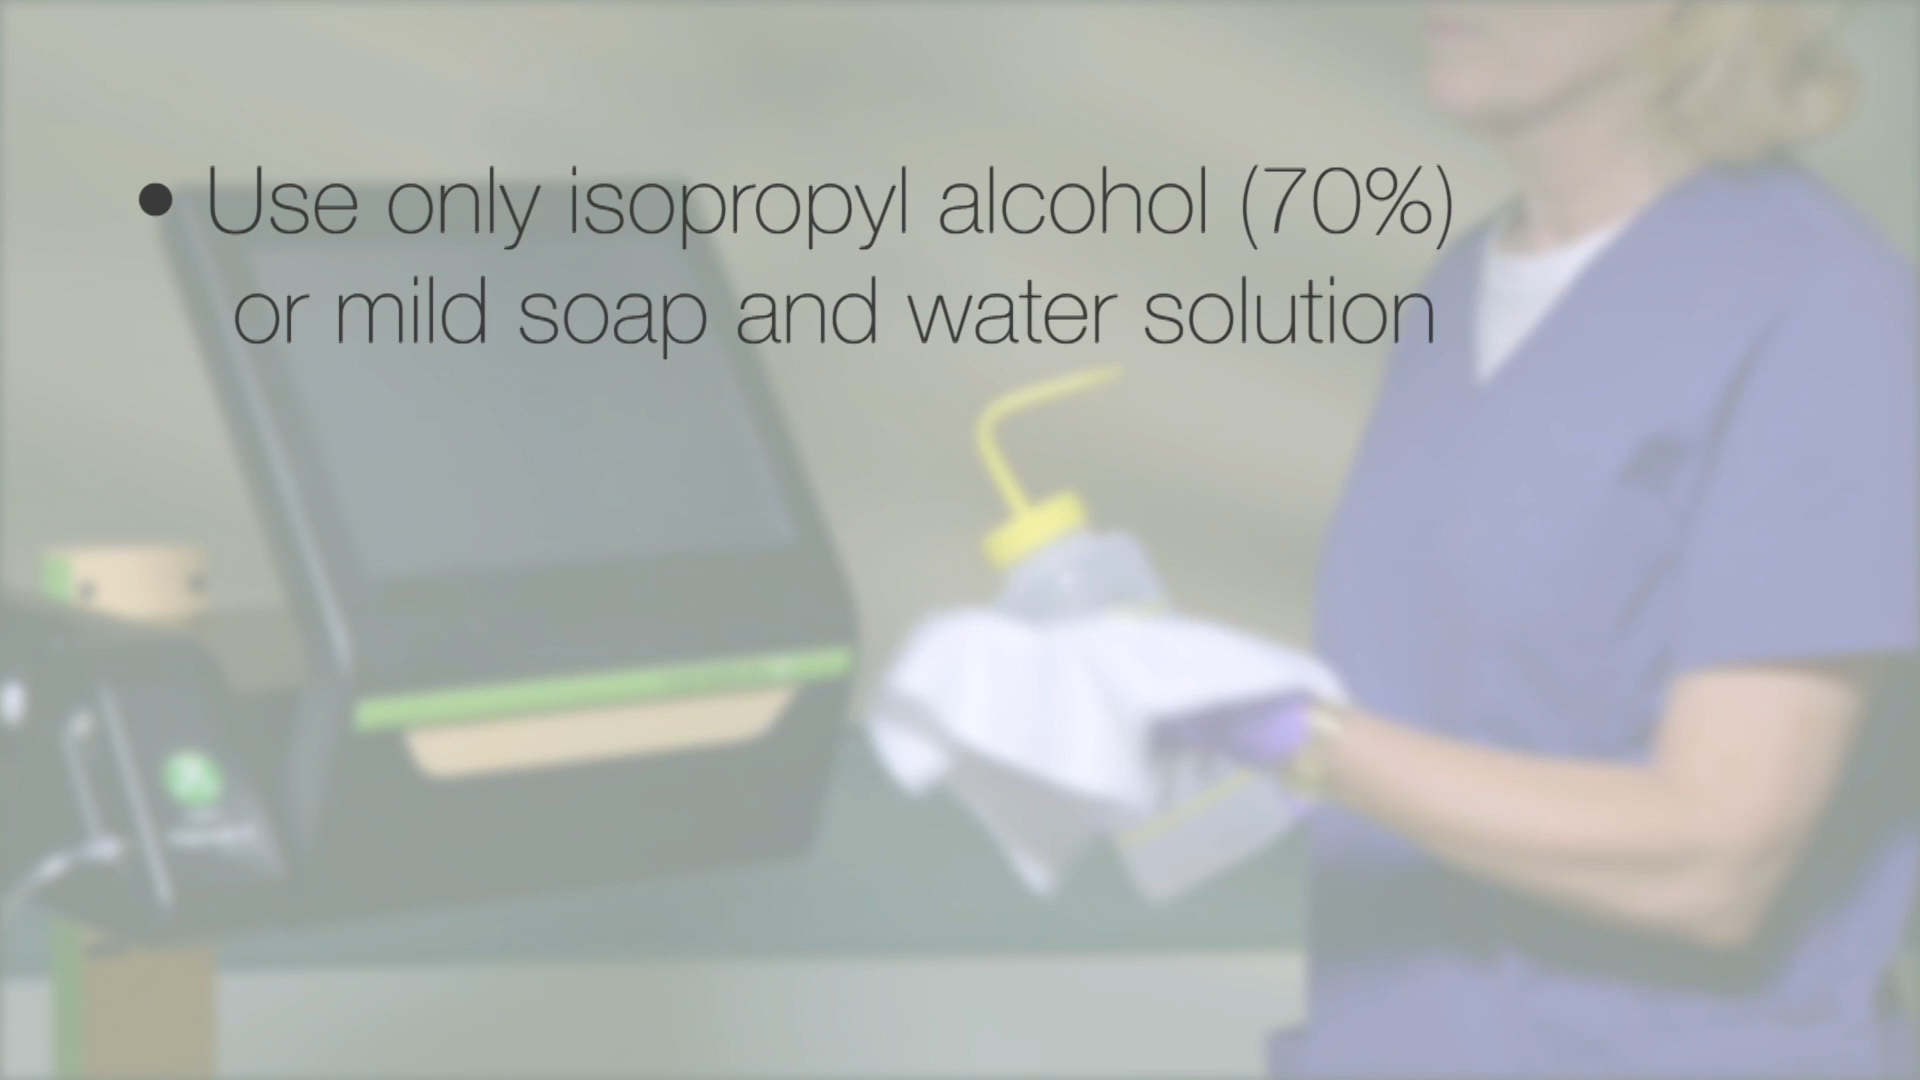 • Use only isopropyl alcohol (70%)
or mild soap and water solution